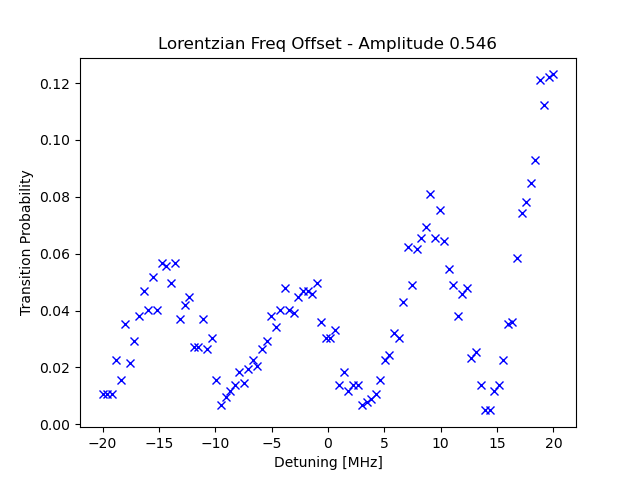 Lorentzian Freq Offset - Amplitude 0.546
Transition Probability
0.12
0.10
0.08
0.06
0.04
0.02
0.00
−20 −15 −10 −5 0 5 10 15 20
Detuning [MHz]